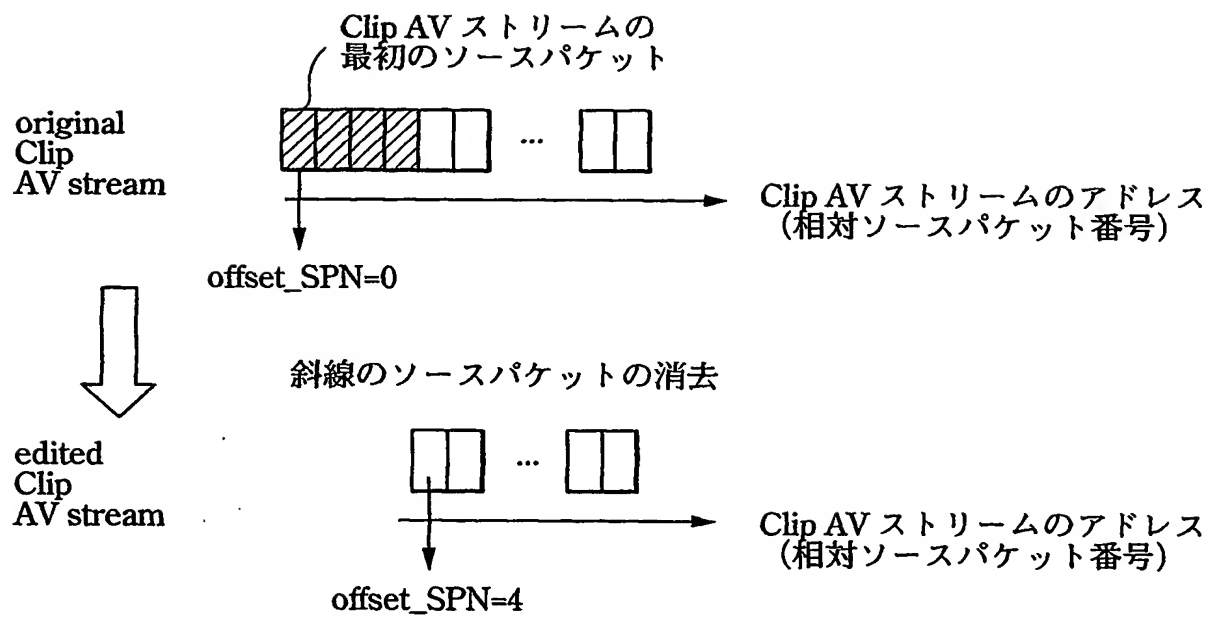 Clip AV ストリームの
最初のソースパケット
original
Clip
AV stream
...
Clip AV ストリームのアドレス
(相対ソースパケット番号)
offset_SPN=0
斜線のソースパケットの消去
edited
Clip
AV stream
...
Clip AV ストリームのアドレス
(相対ソースパケット番号)
offset_SPN=4